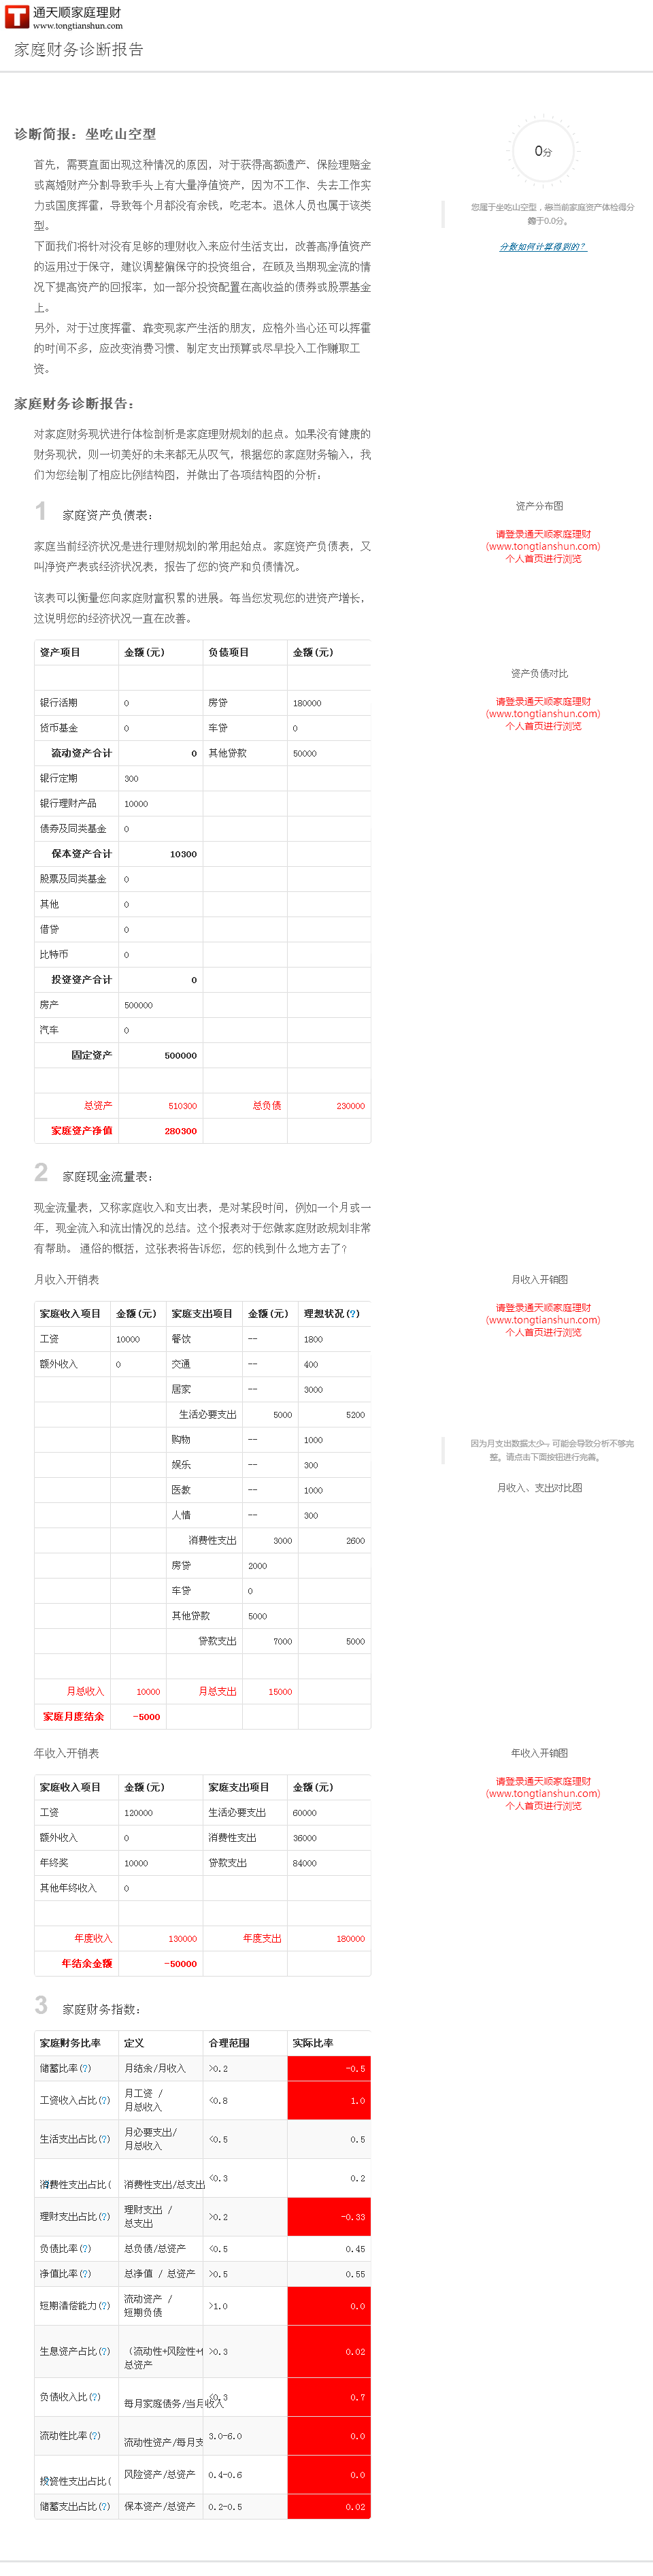 通天顺家庭理财
www.tongtianshun.com
家庭财务诊断报告
诊断简报：坐吃山空型
首先，需要直面出现这种情况的原因，对于获得高额遗产、保险理赔金
或离婚财产分割导致手头上有大量净值资产，因为不工作、失去工作实
力或国度挥霍，导致每个月都没有余钱，吃老本。退休人员也属于该类
型。
下面我们将针对没有足够的理财收入来应付生活支出，改善高净值资产
的运用过于保守，建议调整偏保守的投资组合，在顾及当期现金流的情
况下提高资产的回报率，如一部分投资配置在高收益的债券或股票基金
上。
另外，对于过度挥霍、靠变现家产生活的朋友，应格外当心还可以挥霍
的时间不多，应改变消费习惯、制定支出预算或尽早投入工作赚取工
资。
0分
您属于坐吃山空型，当前家庭资产体检得分
等于0.0分。
分数如何计算得到的？
家庭财务诊断报告：
对家庭财务现状进行体检剖析是家庭理财规划的起点。如果没有健康的
财务现状，则一切美好的未来都无从叹气，根据您的家庭财务输入，我
们为您绘制了相应比例结构图，并做出了各项结构图的分析：
1 家庭资产负债表：
家庭当前经济状况是进行理财规划的常用起始点。家庭资产负债表，又
叫净资产表或经济状况表，报告了您的资产和负债情况。
该表可以衡量您向家庭财富积累的进展。每当您发现您的进资产增长，
这说明您的经济状况一直在改善。
资产分布图
请登录通天顺家庭理财
(www.tongtianshun.com)
个人首页进行浏览
资产项目 金额(元) 负债项目 金额(元)
银行活期 0 房贷 180000
货币基金 0 车贷 0
流动资产合计 0 其他贷款 50000
银行定期 300
银行理财产品 10000
债券及同类基金 0
保本资产合计 10300
股票及同类基金 0
其他 0
借贷 0
比特币 0
投资资产合计 0
房产 500000
汽车 0
固定资产 500000
总资产 510300 总负债 230000
家庭资产净值 280300
资产负债对比
请登录通天顺家庭理财
(www.tongtianshun.com)
个人首页进行浏览
2 家庭现金流量表：
现金流量表，又称家庭收入和支出表，是对某段时间，例如一个月或一
年，现金流入和流出情况的总结。这个报表对于您做家庭财政规划非常
有帮助。 通俗的概括，这张表将告诉您，您的钱到什么地方去了？
月收入开销表
家庭收入项目 金额(元) 家庭支出项目 金额(元) 理想状况(?)
工资 10000 餐饮 -- 1800
额外收入 0 交通 -- 400
居家 -- 3000
生活必要支出 5000 5200
购物 -- 1000
娱乐 -- 300
医教 -- 1000
人情 -- 300
消费性支出 3000 2600
房贷 2000
车贷 0
其他贷款 5000
贷款支出 7000 5000
月总收入 10000 月总支出 15000
家庭月度结余 -5000
月收入开销图
请登录通天顺家庭理财
(www.tongtianshun.com)
个人首页进行浏览
因为月支出数据太少，可能会导致分析不够完
整。请点击下面按钮进行完善。
月收入、支出对比图
年收入开销表
家庭收入项目 金额(元) 家庭支出项目 金额(元)
工资 120000 生活必要支出 60000
额外收入 0 消费性支出 36000
年终奖 10000 贷款支出 84000
其他年终收入 0
年度收入 130000 年度支出 180000
年结余金额 -50000
年收入开销图
请登录通天顺家庭理财
(www.tongtianshun.com)
个人首页进行浏览
3 家庭财务指数：
家庭财务比率 定义 合理范围 实际比率
储蓄比率(?) 月结余/月收入 >0.2 -0.5
工资收入占比(?) 月工资 /
月总收入 <0.8 1.0
生活支出占比(?) 月必要支出/
月总收入 <0.5 0.5
消费性支出占比( 消费性支出/总支出 <0.3 0.2
理财支出占比(?) 理财支出 /
总支出 >0.2 -0.33
负债比率(?) 总负债/总资产 <0.5 0.45
净值比率(?) 总净值 / 总资产 >0.5 0.55
短期清偿能力(?) 流动资产 /
短期负债 >1.0 0.0
生息资产占比(?) （流动性+风险性+ >0.3 0.02
总资产
负债收入比(?) 每月家庭债务/当月收入 <0.3 0.7
流动性比率(?) 流动性资产/每月支 3.0-6.0 0.0
投资性支出占比( 风险资产/总资产 0.4-0.6 0.0
储蓄支出占比(?) 保本资产/总资产 0.2-0.5 0.02